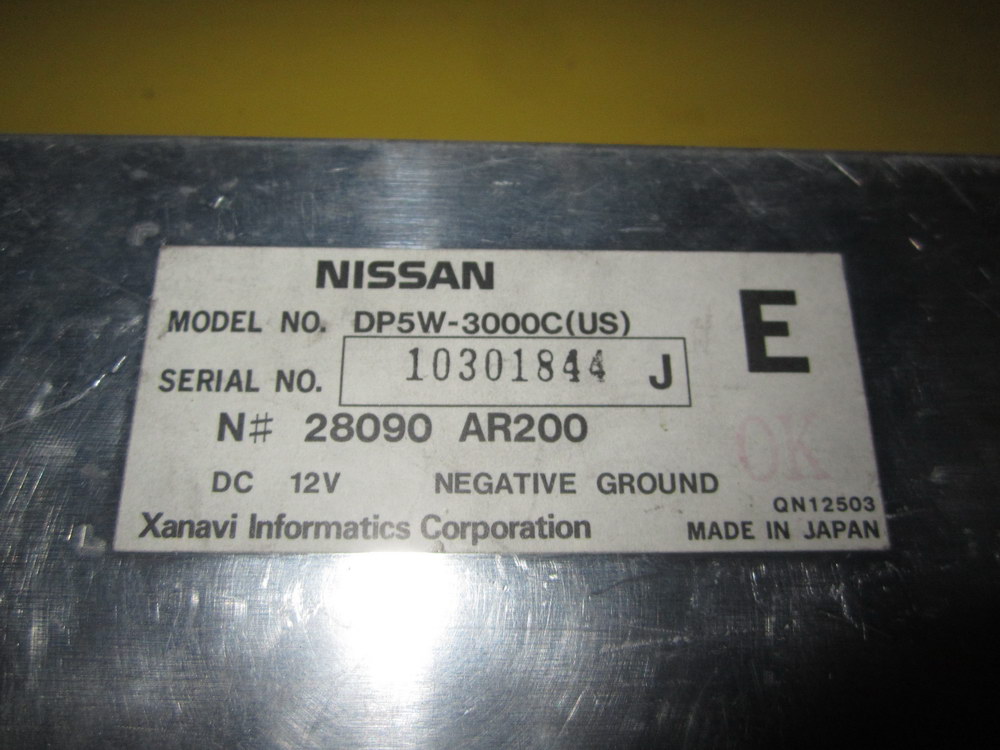 NISSAN
E
MODEL NO. DP5W-3000C(US)
SERIAL NO. 10301844 J
N# 28090 AR200
OK
DC 12V NEGATIVE GROUND
QN12503
Xanavi Informatics Corporation MADE IN JAPAN